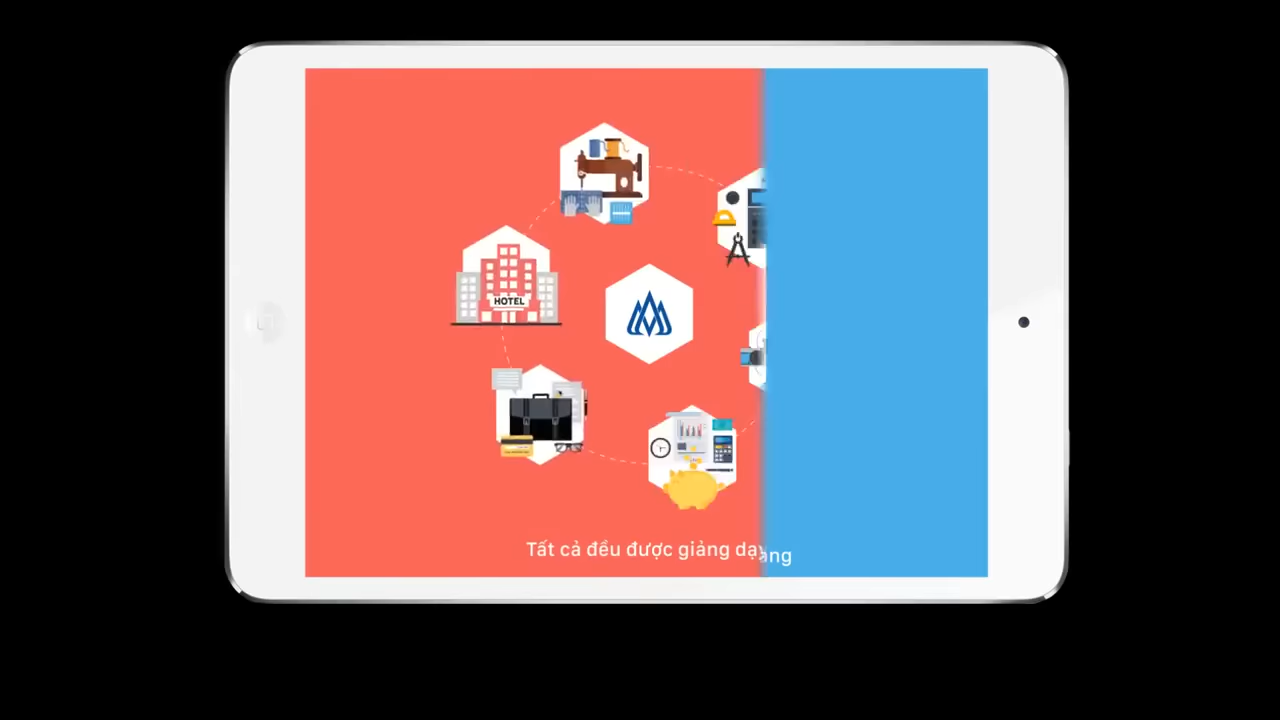 HOTEL
Tất cả đều được giảng dạy